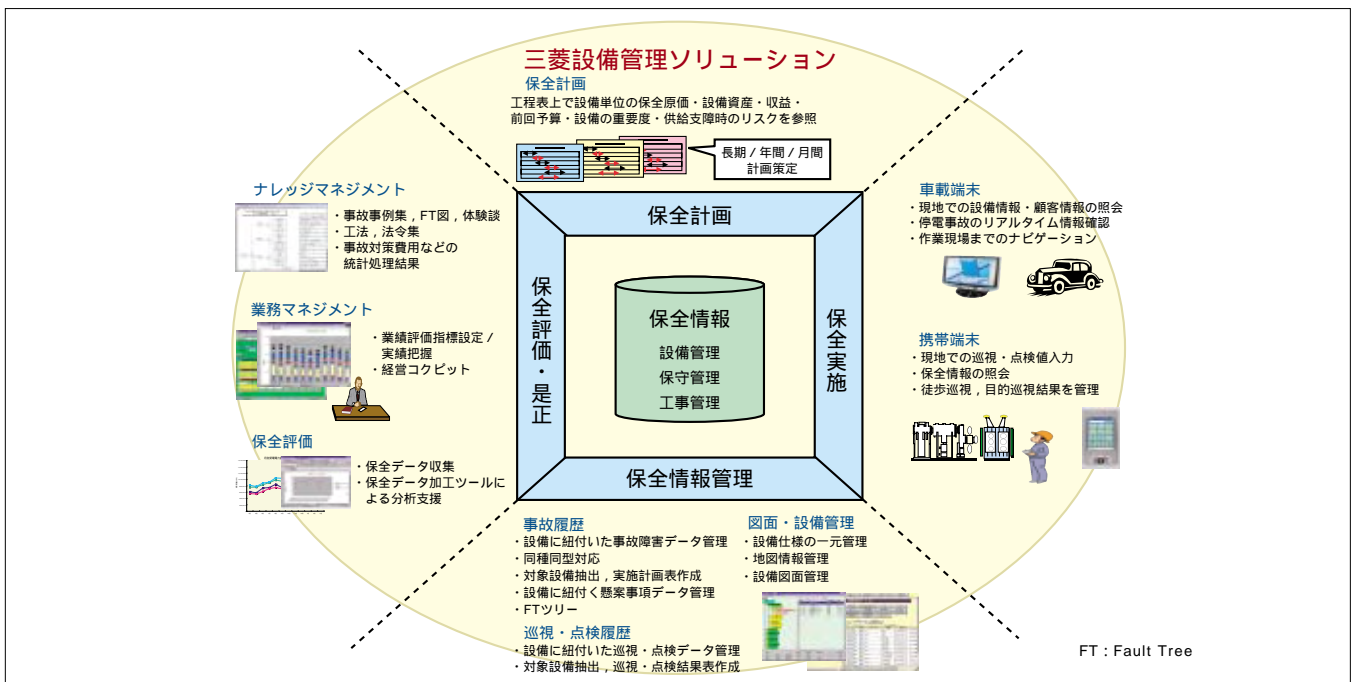 三菱設備管理ソリューション
保全計画
工程表上で設備単位の保全原価・設備資産・収益・
前回予算・設備の重要度・供給支障時のリスクを参照
長期/年間/月間
計画策定
ナレッジマネジメント
・事故事例集,FT図,体験談
・工法,法令集
・事故対策費用などの
統計処理結果
業務マネジメント
・業績評価指標設定/
実績把握
・経営コクピット
保全評価
・保全データ収集
・保全データ加工ツールに
よる分析支援
保全計画
保全評価・是正
保全情報
設備管理
保守管理
工事管理
保全実施
保全情報管理
車載端末
・現地での設備情報・顧客情報の照会
・停電事故のリアルタイム情報確認
・作業現場までのナビゲーション
携帯端末
・現地での巡視・点検値入力
・保全情報の照会
・徒歩巡視,目的巡視結果を管理
事故履歴
・設備に紐付いた事故障害データ管理
・同種同型対応
・対象設備抽出,実施計画表作成
・設備に紐付く懸案事項データ管理
・FTツリー
巡視・点検履歴
・設備に紐付いた巡視・点検データ管理
・対象設備抽出,巡視・点検結果表作成
図面・設備管理
・設備仕様の一元管理
・地図情報管理
・設備図面管理
FT:Fault Tree